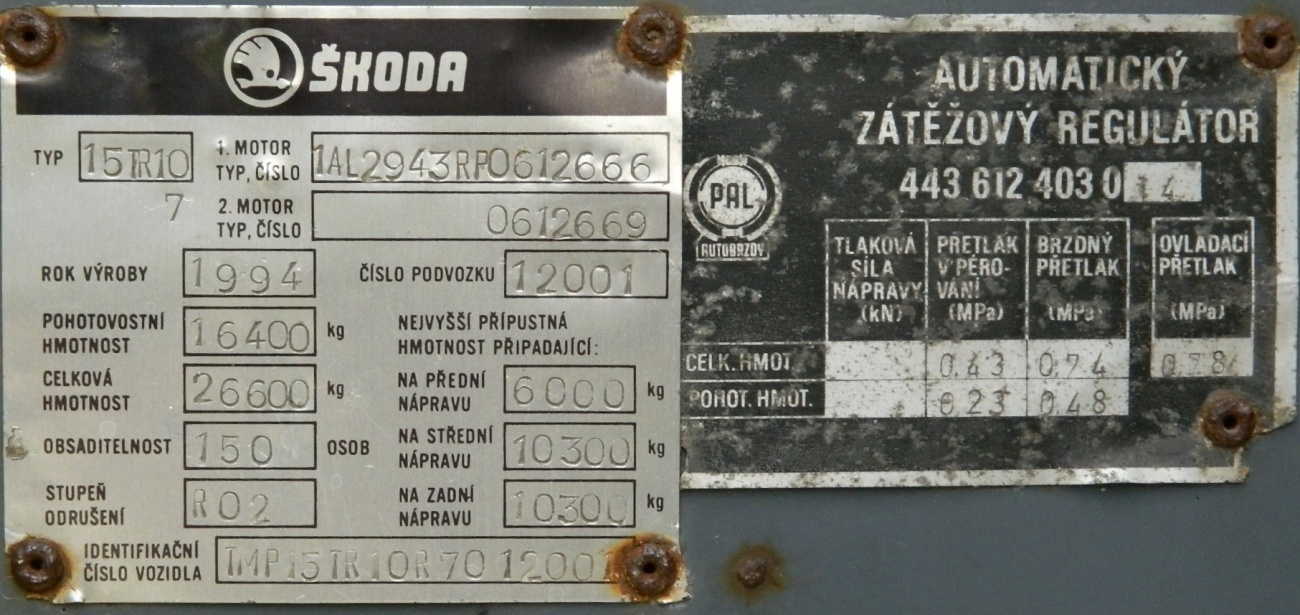 ŠKODA
TYP 15TR10 1. MOTOR TYP, ČÍSLO 1AL2943RP0612666
7 2. MOTOR TYP, ČÍSLO 0612669
ROK VÝROBY 1994 ČÍSLO PODVOZKU 12001
POHOTOVOSTNÍ HMOTNOST 16400 kg NEJVYŠŠÍ PŘÍPUSTNÁ HMOTNOST PŘIPADAJÍCÍ:
CELKOVÁ HMOTNOST 26600 kg NA PŘEDNÍ NÁPRAVU 6000 kg
OBSADITELNOST 150 OSOB NA STŘEDNÍ NÁPRAVU 10300 kg
STUPEŇ ODRUŠENÍ R02 NA ZADNÍ NÁPRAVU 10300 kg
IDENTIFIKAČNÍ ČÍSLO VOZIDLA TMP15TR10R7012001
AUTOMATICKÝ
ZÁTĚŽOVÝ REGULÁTOR
443 612 403 0 14
PAL
AUTOBRZDY
TLAKOVÁ SÍLA NÁPRAVY (kN) PŘETLAK V PÉRO-VÁNÍ (MPa) BRZDNÝ PŘETLAK (MPa) OVLÁDACÍ PŘETLAK (MPa)
CELK. HMOT. 0.43 0.74 0.78
POHOT. HMOT. 0.23 0.48